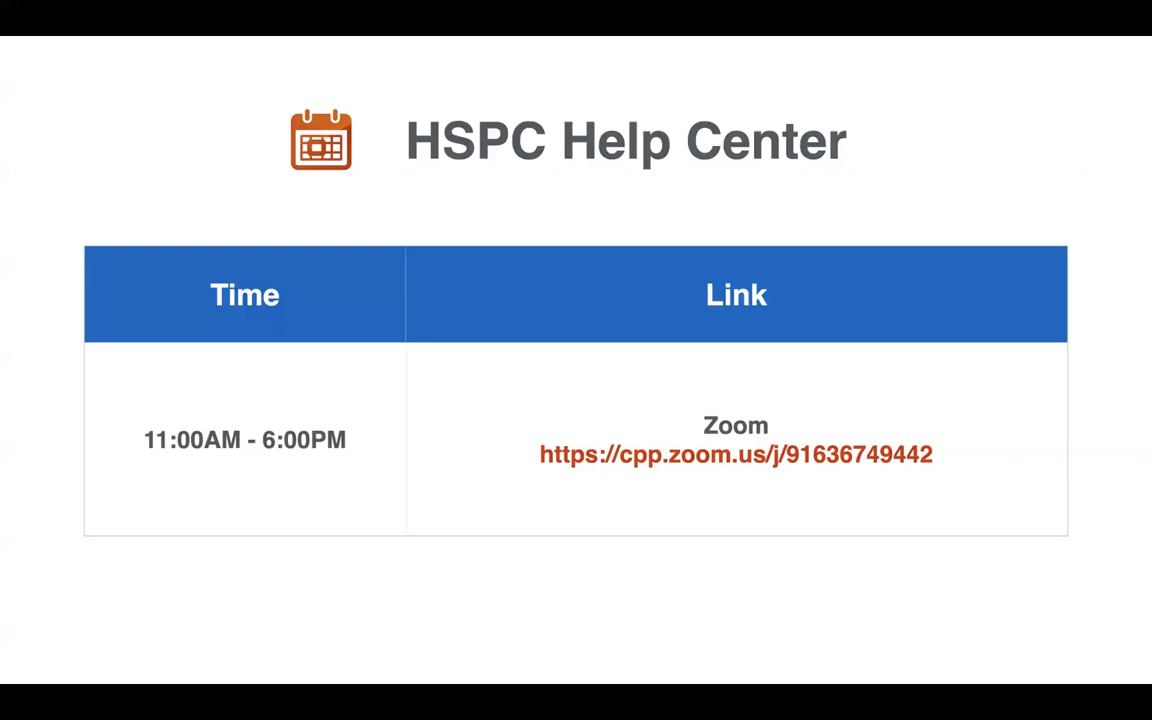 HSPC Help Center
Time
Link
11:00AM - 6:00PM
Zoom
https://cpp.zoom.us/j/91636749442